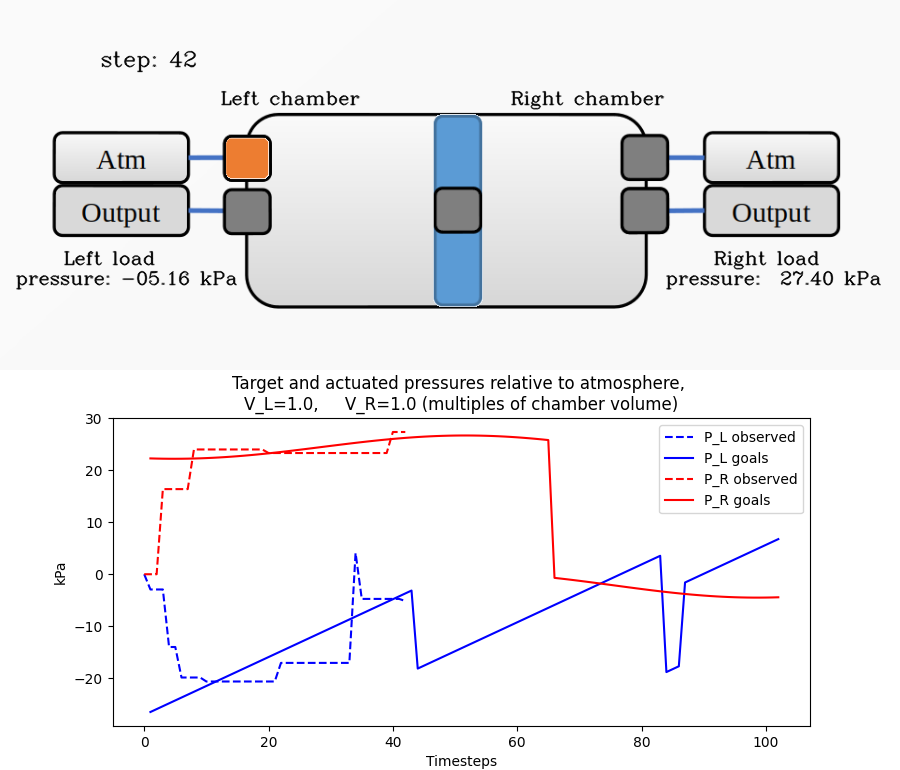 step: 42
Left chamber
Right chamber
Atm
Atm
Output
Output
Left load
pressure: -05.16 kPa
Right load
pressure: 27.40 kPa
Target and actuated pressures relative to atmosphere,
V_L=1.0, V_R=1.0 (multiples of chamber volume)
30
20
10
0
−10
−20
kPa
P_L observed
P_L goals
P_R observed
P_R goals
0 20 40 60 80 100
Timesteps